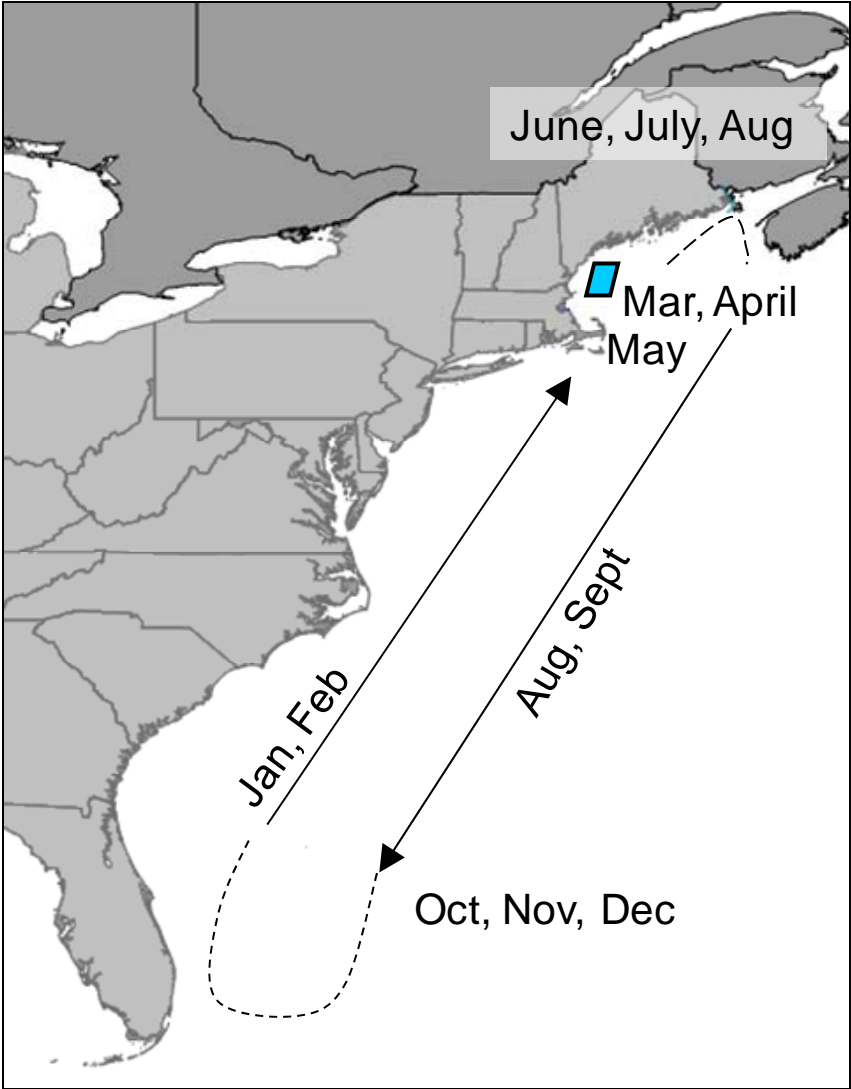 June, July, Aug
Mar, April
May
Aug, Sept
Jan, Feb
Oct, Nov, Dec